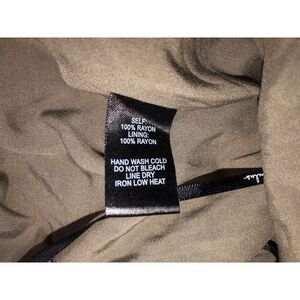 SELF:
100% RAYON
LINING:
100% RAYON
HAND WASH COLD
DO NOT BLEACH
LINE DRY
IRON LOW HEAT